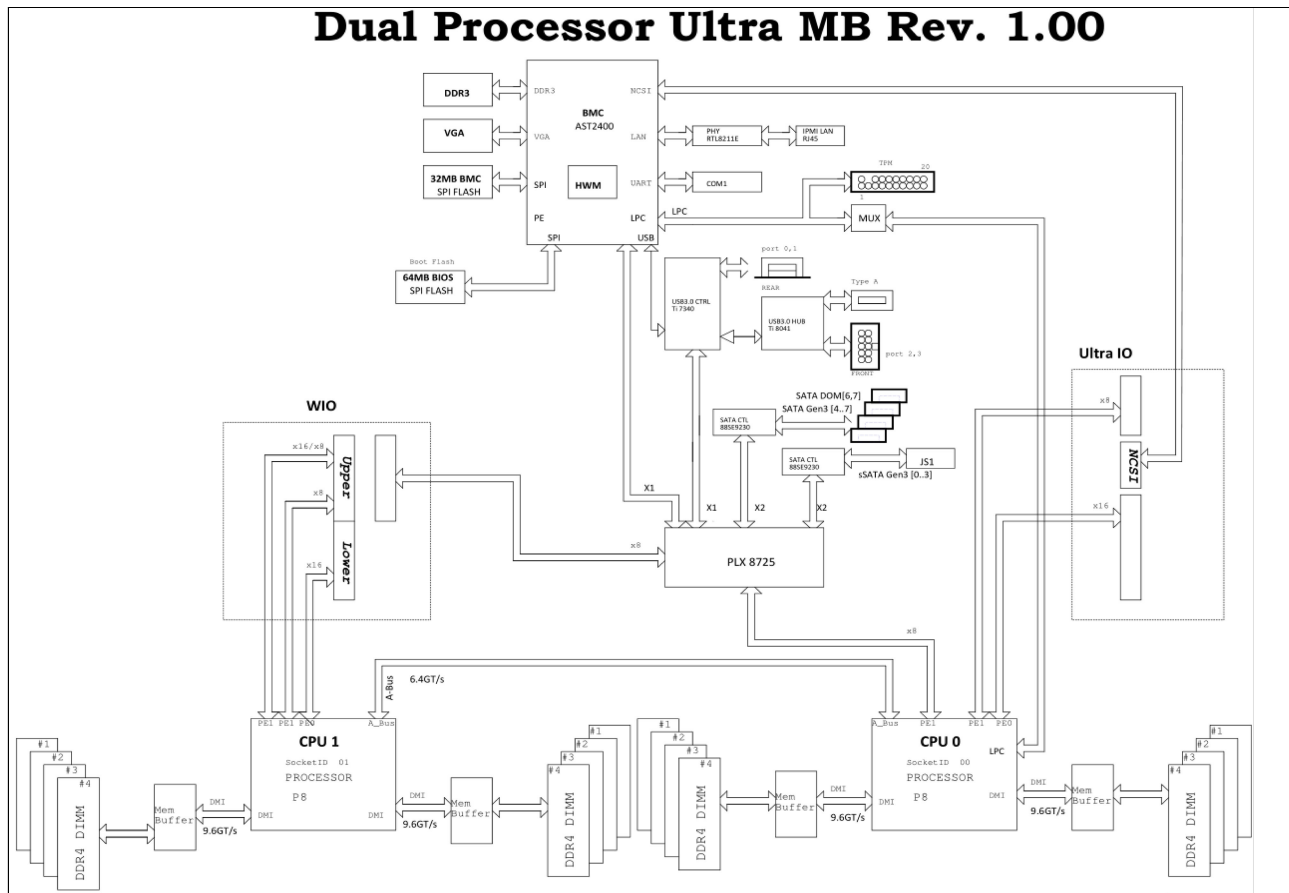 Dual Processor Ultra MB Rev. 1.00
DDR3
DDR3
NCSI
BMC
AST2400
VGA
VGA
LAN
PHY
RTL8211E
IPMI LAN
RJ45
32MB BMC
SPI FLASH
SPI
HWM
UART
COM1
TPM
20
1
PE
LPC
LPC
MUX
SPI
USB
Boot Flash
64MB BIOS
SPI FLASH
port 0,1
USB3.0 CTRL
Ti 7340
REAR
USB3.0 HUB
Ti 8041
Type A
port 2,3
FRONT
Ultra IO
x8
NCSI
x16
WIO
x16/x8
x8
x16
Upper
Lower
SATA DOM[6,7]
SATA Gen3 [4..7]
SATA CTL
88SE9230
SATA CTL
88SE9230
JS1
sSATA Gen3 [0..3]
X1
X1
X2
X2
x8
PLX 8725
x8
A-Bus
6.4GT/s
PE1
PE1
PE0
A_Bus
CPU 1
SocketID 01
PROCESSOR
P8
DMI
DMI
A_Bus
PE1
PE1
PE0
CPU 0
LPC
SocketID 00
PROCESSOR
P8
DMI
DMI
#1
#2
#3
#4
DDR4 DIMM
Mem
Buffer
DMI
9.6GT/s
DMI
9.6GT/s
Mem
Buffer
#1
#2
#3
#4
DDR4 DIMM
#1
#2
#3
#4
DDR4 DIMM
Mem
Buffer
DMI
9.6GT/s
DMI
9.6GT/s
Mem
Buffer
#1
#2
#3
#4
DDR4 DIMM